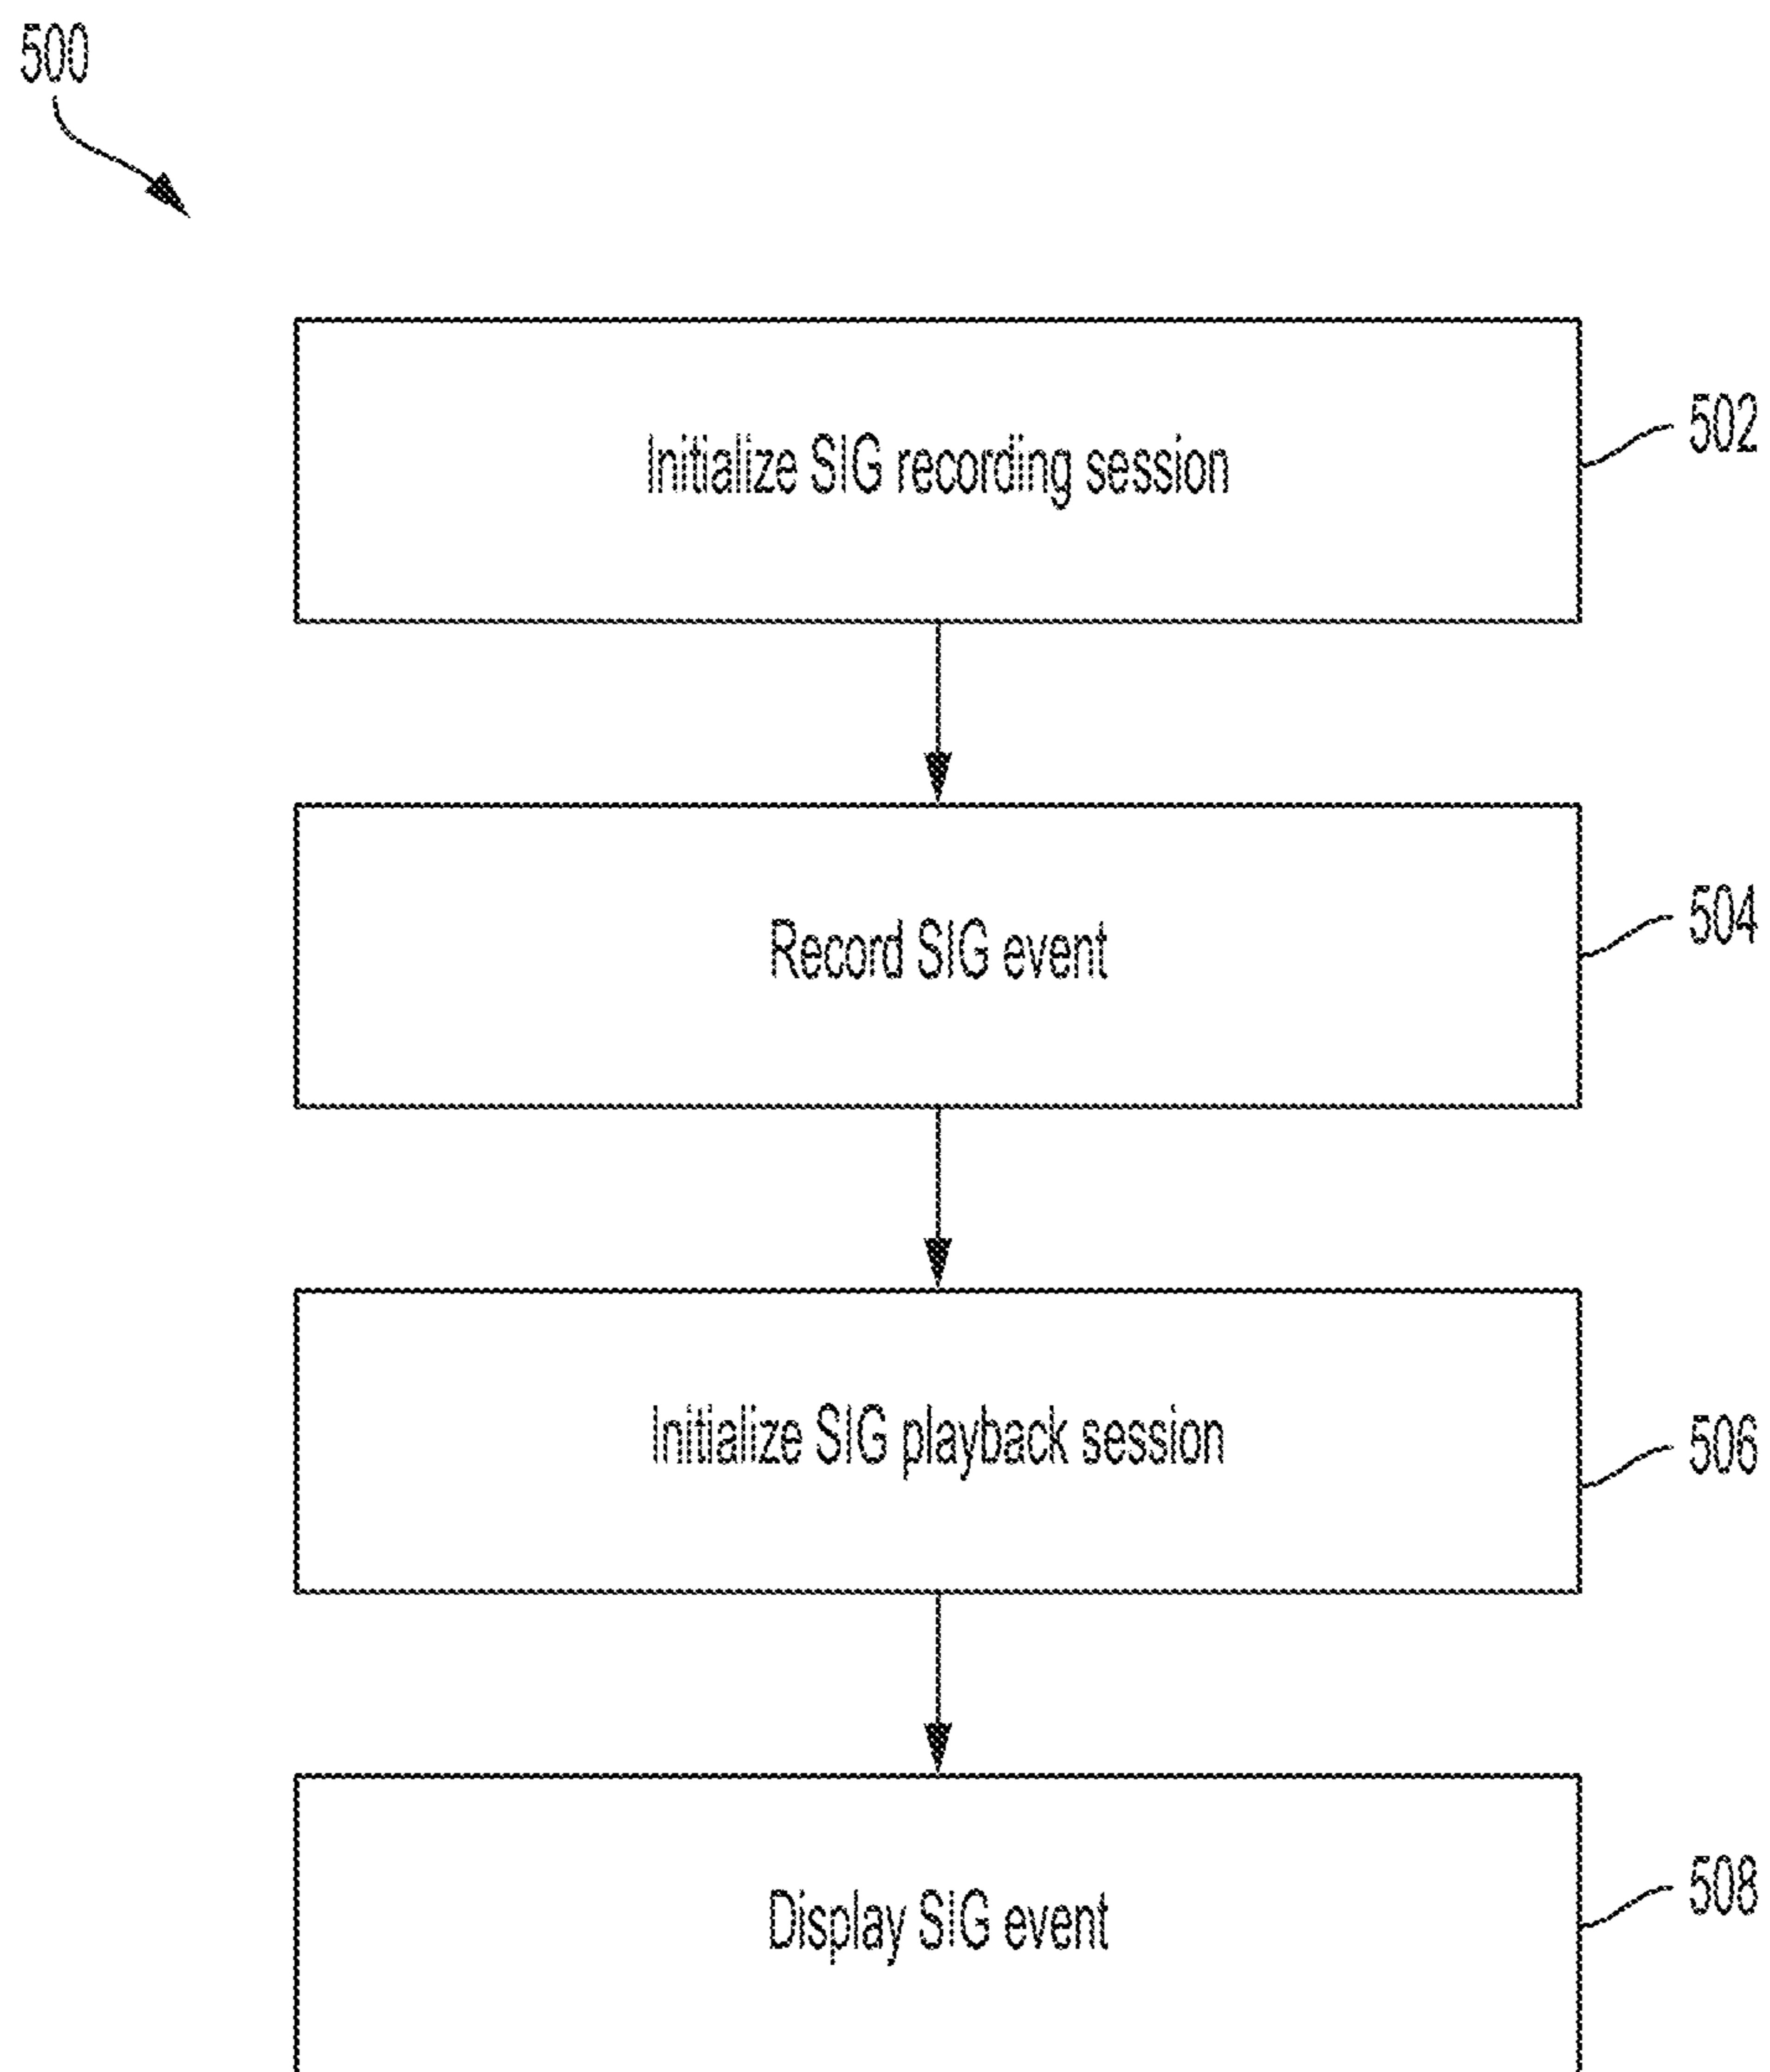 500
Initialize SIG recording session
502
Record SIG event
504
Initialize SIG playback session
506
Display SIG event
508